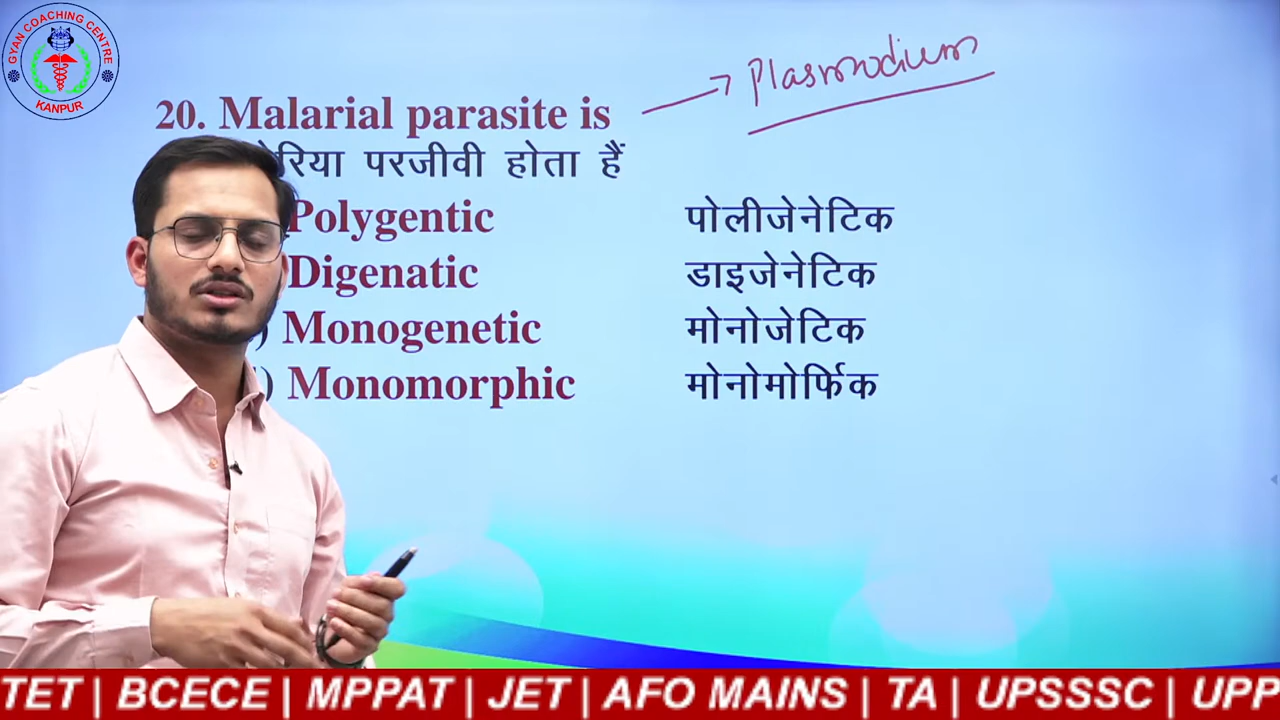 GYAN COACHING CENTRE
KANPUR
→ Plasmodium
20. Malarial parasite is
परजीवी होता हैं
Polygentic पोलीजेनेटिक
Digenatic डाइजेनेटिक
) Monogenetic मोनोजेटिक
) Monomorphic मोनोमोर्फिक
TET | BCECE | MPPAT | JET | AFO MAINS | TA | UPSSSC | UPP